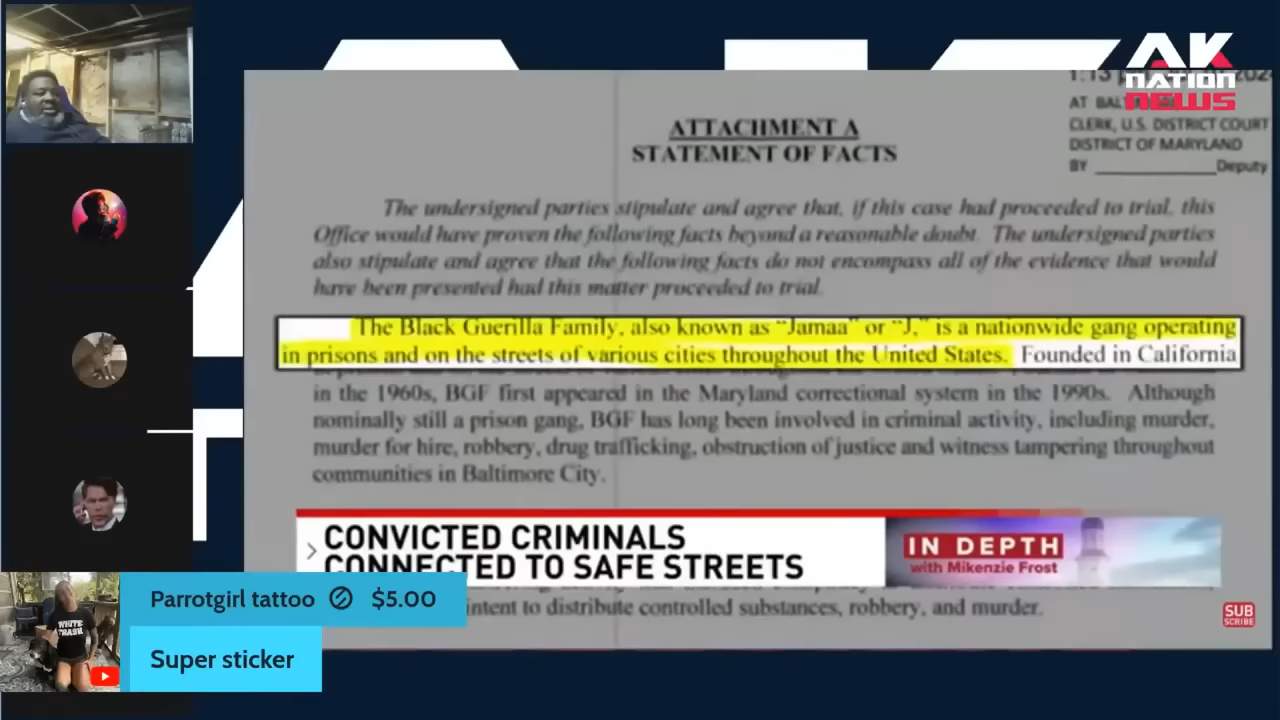 AK
NATION
NEWS
AT BAL
CLERK, U.S. DISTRICT COURT
DISTRICT OF MARYLAND
BY Deputy
ATTACHMENT A
STATEMENT OF FACTS
The undersigned parties stipulate and agree that, if this case had proceeded to trial, this
Office would have proven the following facts beyond a reasonable doubt. The undersigned parties
also stipulate and agree that the following facts do not encompass all of the evidence that would
have been presented had this matter proceeded to trial.
The Black Guerilla Family, also known as “Jamaa” or “J,” is a nationwide gang operating
in prisons and on the streets of various cities throughout the United States. Founded in California
in the 1960s, BGF first appeared in the Maryland correctional system in the 1990s. Although
nominally still a prison gang, BGF has long been involved in criminal activity, including murder,
murder for hire, robbery, drug trafficking, obstruction of justice and witness tampering throughout
communities in Baltimore City.
CONVICTED CRIMINALS
CONNECTED TO SAFE STREETS
IN DEPTH
with Mikenzie Frost
intent to distribute controlled substances, robbery, and murder.
SUB
SCRIBE
WHITE
TRASH
Parrotgirl tattoo $5.00
Super sticker